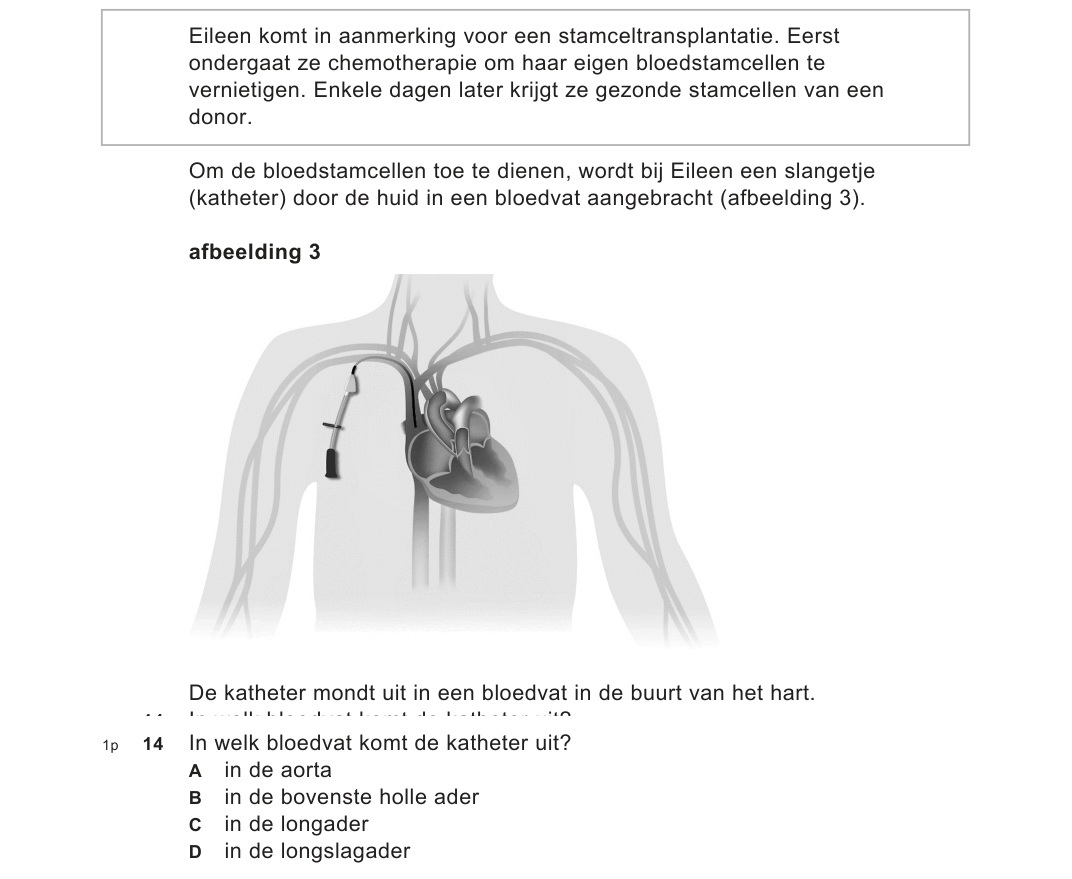 Eileen komt in aanmerking voor een stamceltransplantatie. Eerst
ondergaat ze chemotherapie om haar eigen bloedstamcellen te
vernietigen. Enkele dagen later krijgt ze gezonde stamcellen van een
donor.
Om de bloedstamcellen toe te dienen, wordt bij Eileen een slangetje
(katheter) door de huid in een bloedvat aangebracht (afbeelding 3).
afbeelding 3
De katheter mondt uit in een bloedvat in de buurt van het hart.
1p 14 In welk bloedvat komt de katheter uit?
A in de aorta
B in de bovenste holle ader
C in de longader
D in de longslagader